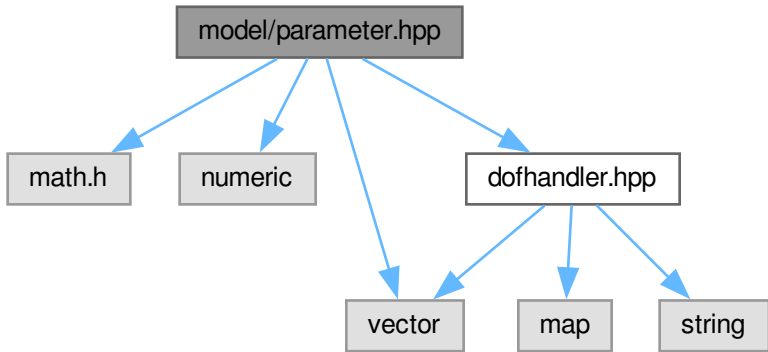 model/parameter.hpp
math.h
numeric
dofhandler.hpp
vector
map
string